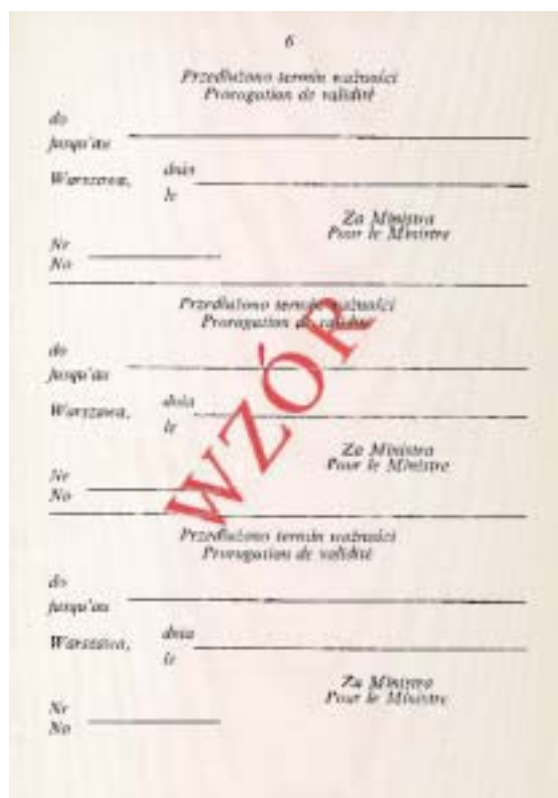 6
Przedłużono termin ważności
Prorogation de validité
do
jusqu'au
Warszawa, dnia
le
Za Ministra
Pour le Ministre
Nr
No
Przedłużono termin ważności
Prorogation de validité
do
jusqu'au
Warszawa, dnia
le
Za Ministra
Pour le Ministre
Nr
No
WZÓR
Przedłużono termin ważności
Prorogation de validité
do
jusqu'au
Warszawa, dnia
le
Za Ministra
Pour le Ministre
Nr
No